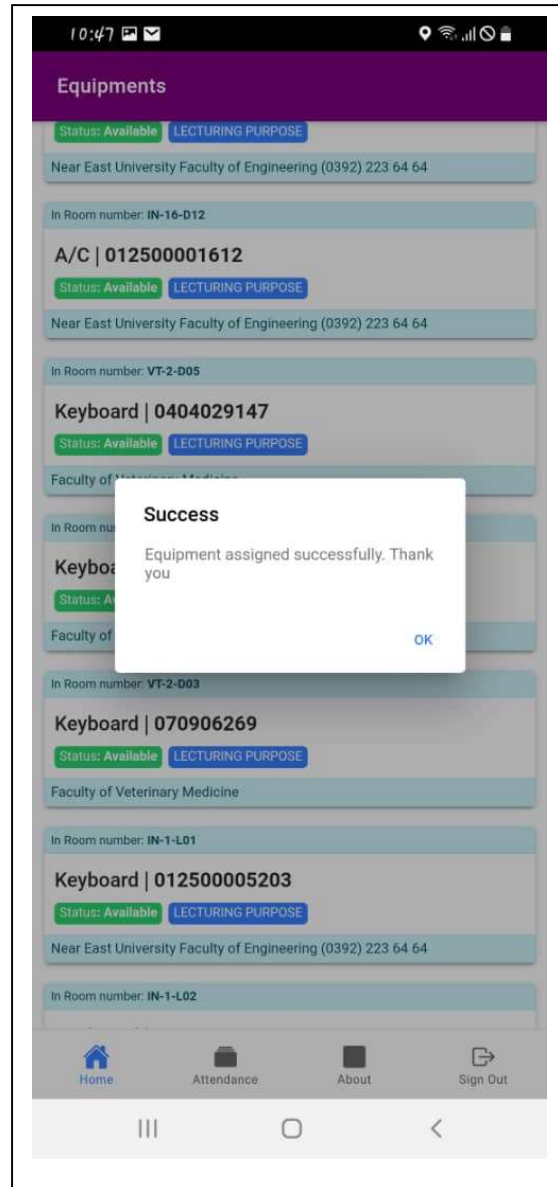 10:47
Equipments
Status: Available LECTURING PURPOSE
Near East University Faculty of Engineering (0392) 223 64 64
In Room number: IN-16-D12
A/C | 012500001612
Status: Available LECTURING PURPOSE
Near East University Faculty of Engineering (0392) 223 64 64
In Room number: VT-2-D05
Keyboard | 0404029147
Status: Available LECTURING PURPOSE
Faculty of
In Room
Success
Equipment assigned successfully. Thank
you
OK
Status:
Faculty of
In Room number: VT-2-D03
Keyboard | 070906269
Status: Available LECTURING PURPOSE
Faculty of Veterinary Medicine
In Room number: IN-1-L01
Keyboard | 012500005203
Status: Available LECTURING PURPOSE
Near East University Faculty of Engineering (0392) 223 64 64
In Room number: IN-1-L02
Home Attendance About Sign Out